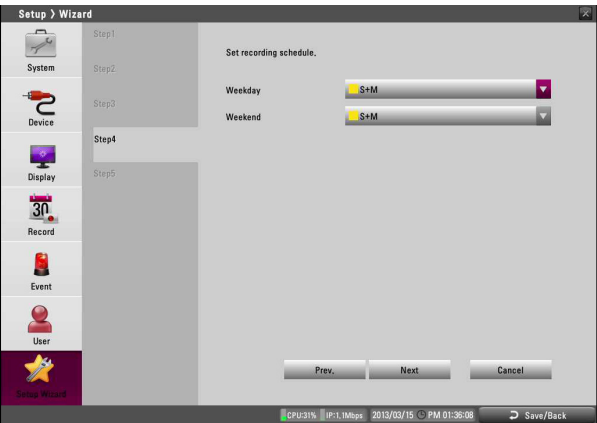 Setup > Wizard
System
Device
Display
30
Record
Event
User
Setup Wizard
Step1
Step2
Step3
Step4
Step5
Set recording schedule.
Weekday S+M
Weekend S+M
Prev. Next Cancel
CPU:31% IP:1.1Mbps 2013/03/15 PM 01:36:08 Save/Back